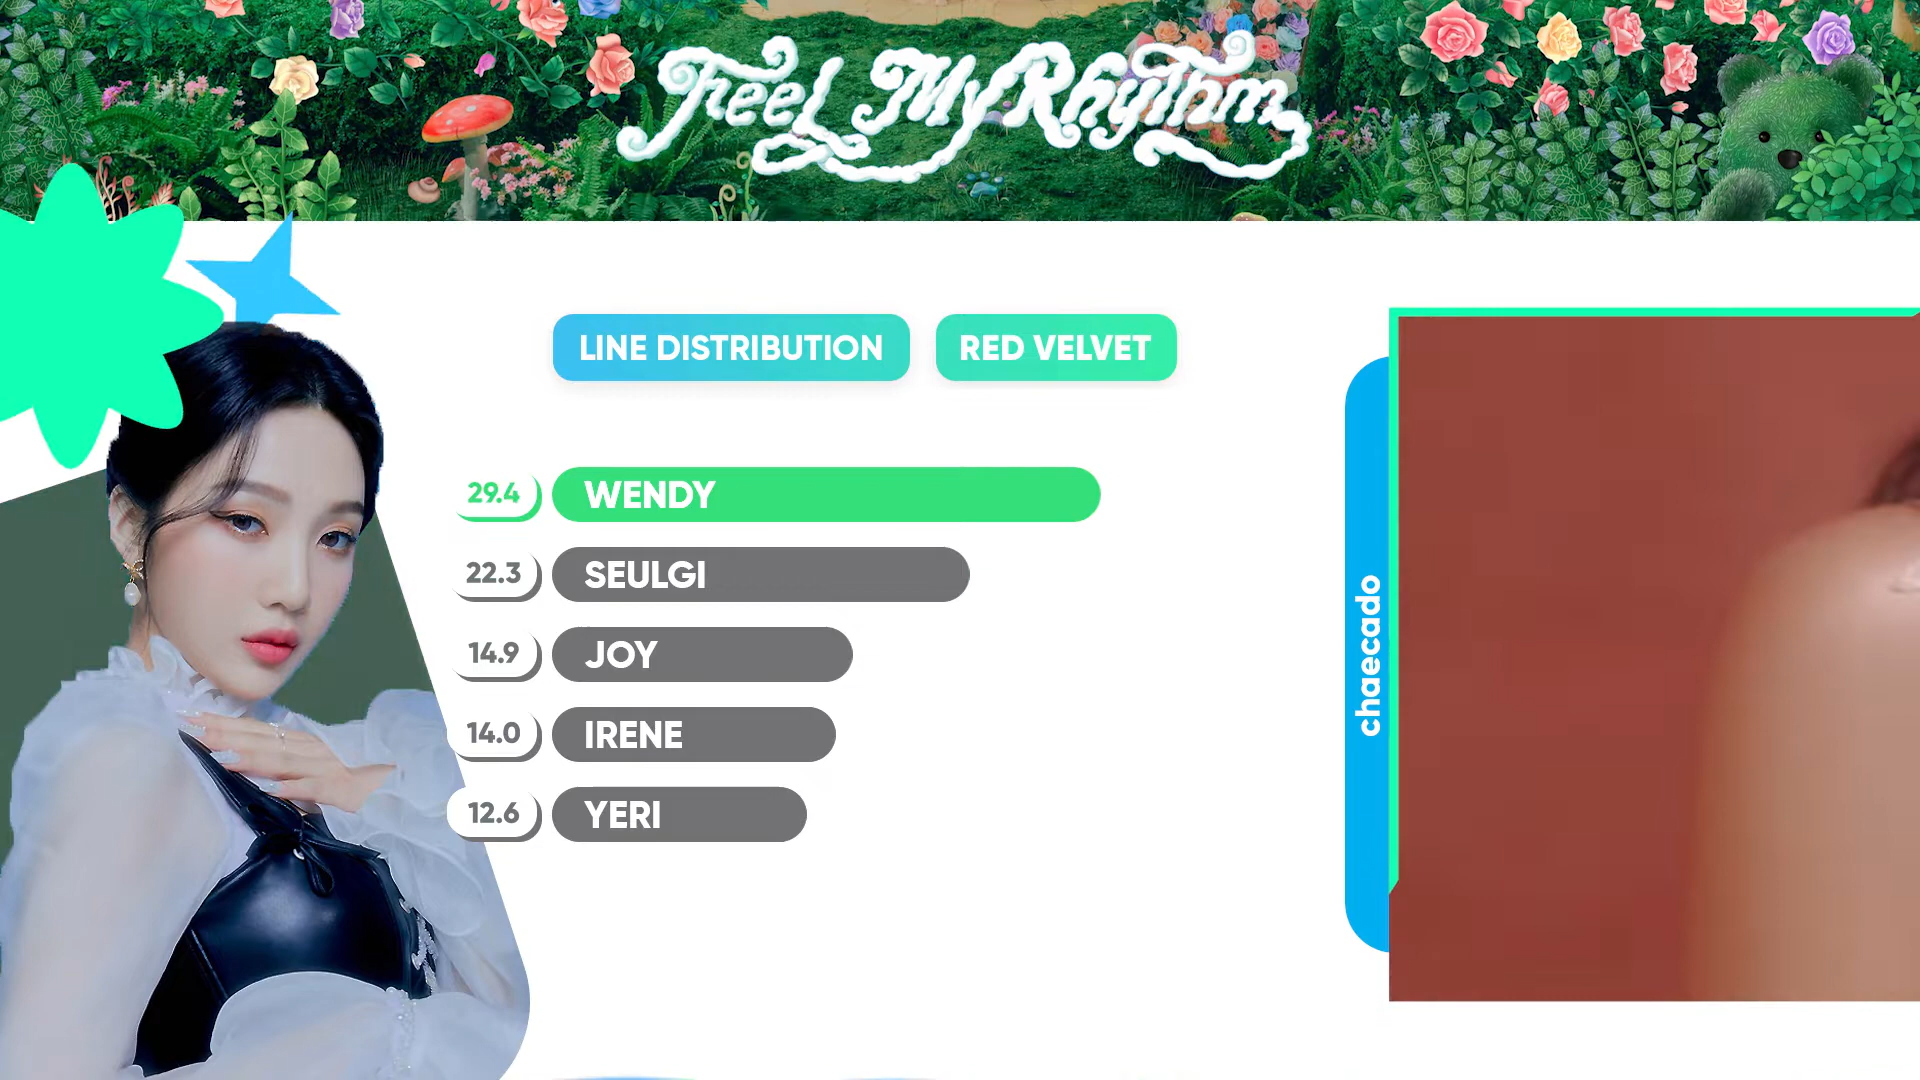 Feel My Rhythm
LINE DISTRIBUTION
RED VELVET
29.4 WENDY
22.3 SEULGI
14.9 JOY
14.0 IRENE
12.6 YERI
chaecado